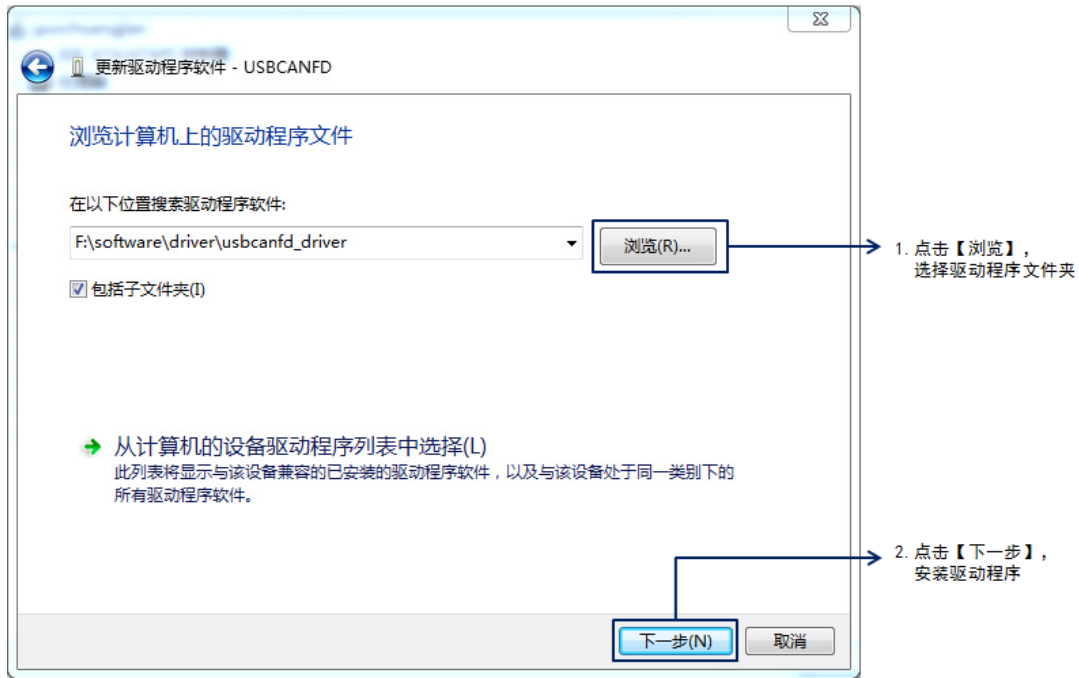 更新驱动程序软件 - USBCANFD
浏览计算机上的驱动程序文件
在以下位置搜索驱动程序软件:
F:\software\driver\usbcanfd_driver
浏览(R)...
1. 点击【浏览】,
选择驱动程序文件夹
包括子文件夹(I)
从计算机的设备驱动程序列表中选择(L)
此列表将显示与该设备兼容的已安装的驱动程序软件，以及与该设备处于同一类别下的
所有驱动程序软件。
2. 点击【下一步】,
安装驱动程序
下一步(N)
取消